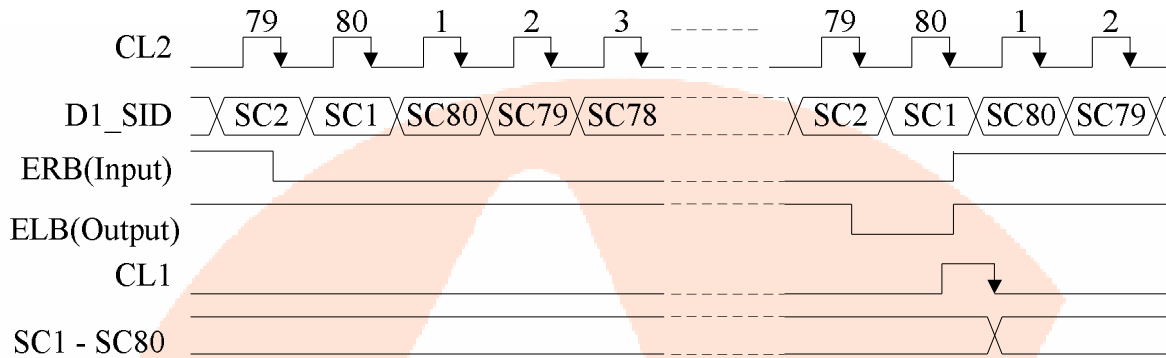 79 80 1 2 3 79 80 1 2
CL2
D1_SID SC2 SC1 SC80 SC79 SC78 SC2 SC1 SC80 SC79
ERB(Input)
ELB(Output)
CL1
SC1 - SC80